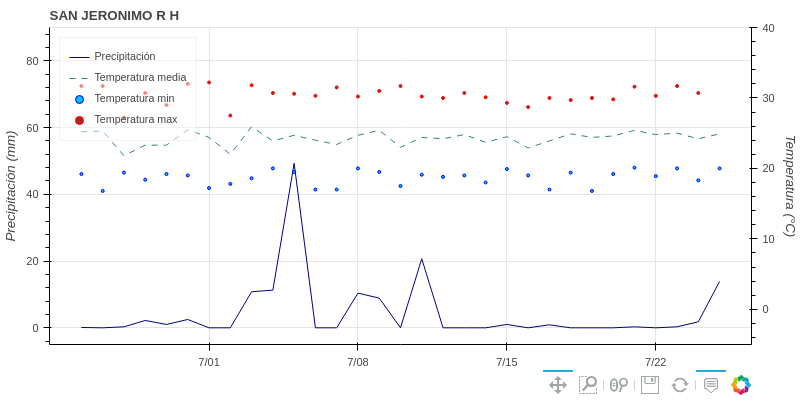 SAN JERONIMO R H
Precipitación
Temperatura media
Temperatura min
Temperatura max
Precipitación (mm)
80
60
40
20
0
Temperatura (°C)
40
30
20
10
0
7/01
7/08
7/15
7/22